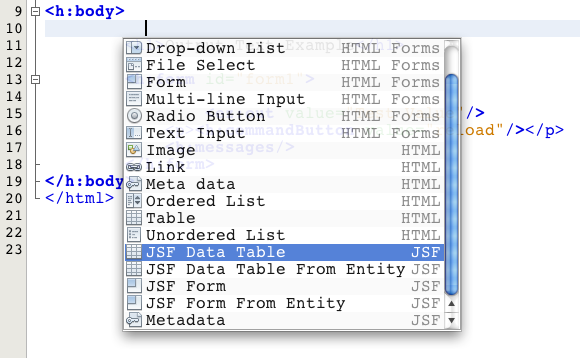 9 <h:body>
10
11
12
13
14
15
16
17
18
19 </h:body
20 </html>
21
22
23
Drop-down List HTML Forms
File Select HTML Forms
Form HTML Forms
Multi-line Input HTML Forms
Radio Button HTML Forms
Text Input HTML Forms
Image HTML
Link HTML
Meta data HTML
Ordered List HTML
Table HTML
Unordered List HTML
JSF Data Table JSF
JSF Data Table From Entity JSF
JSF Form JSF
JSF Form From Entity JSF
Metadata JSF
"/>
load"/></p>